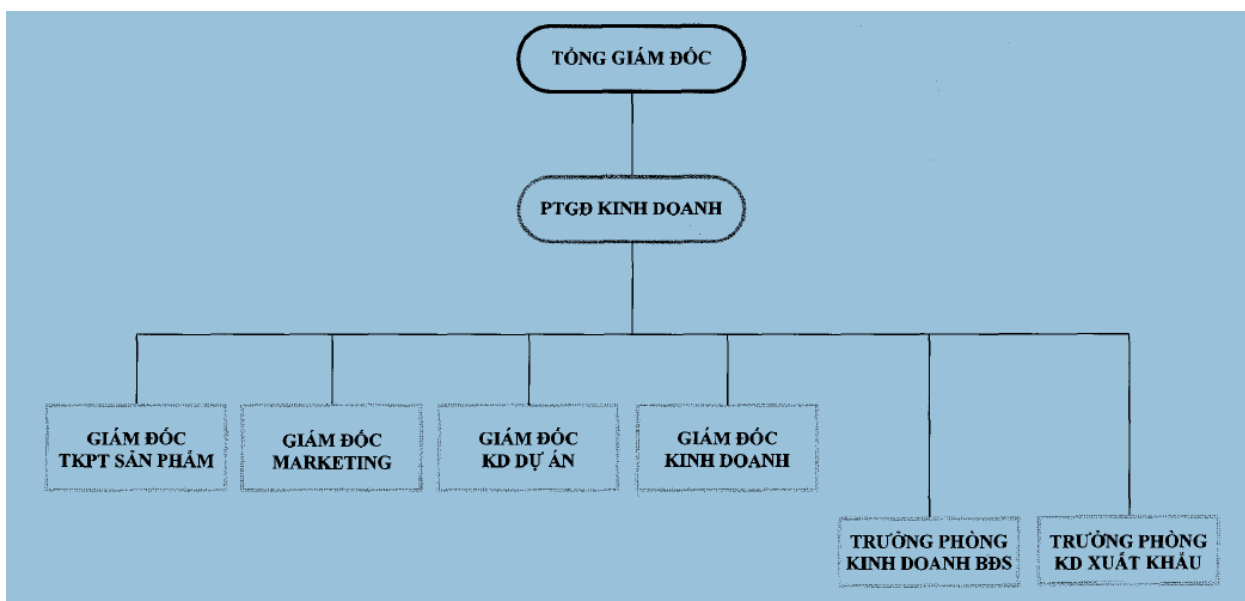 TỔNG GIÁM ĐỐC
PTGĐ KINH DOANH
GIÁM ĐỐC
TKPT SẢN PHẨM
GIÁM ĐỐC
MARKETING
GIÁM ĐỐC
KD DỰ ÁN
GIÁM ĐỐC
KINH DOANH
TRƯỞNG PHÒNG
KINH DOANH BĐS
TRƯỞNG PHÒNG
KD XUẤT KHẨU